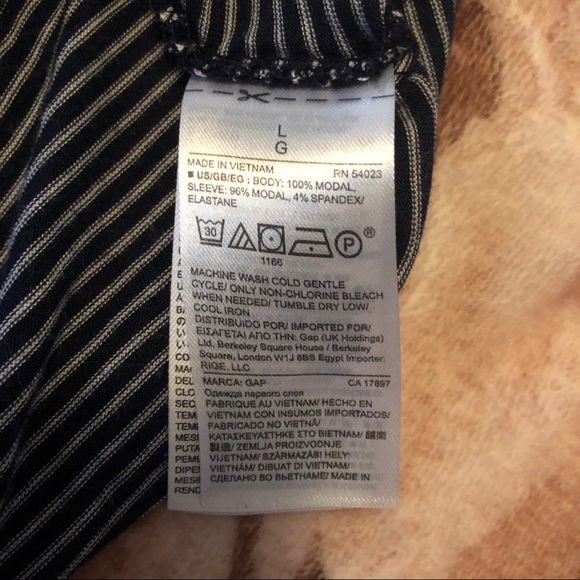 L
G
MADE IN VIETNAM RN 54023
■ US/GB/EG : BODY: 100% MODAL,
SLEEVE: 96% MODAL, 4% SPANDEX/
ELASTANE
30 P
1166
MACHINE WASH COLD GENTLE
CYCLE/ ONLY NON-CHLORINE BLEACH
WHEN NEEDED/ TUMBLE DRY LOW/
COOL IRON
DISTRIBUIDO POR/ IMPORTED FOR/
ΕΙΣΑΓΕΤΑΙ ΑΠΟ ΤΗΝ: Gap (UK Holdings)
Ltd, Berkeley Square House / Berkeley
Square, London W1J 6BS Egypt Importer:
RIGE, LLC
MARCA: GAP CA 17897
Одежда первого слоя
FABRIQUE AU VIETNAM/ HECHO EN
VIETNAM CON INSUMOS IMPORTADOS/
FABRICADO NO VIETNÃ/
ΚΑΤΑΣΚΕΥΑΣΤΗΚΕ ΣΤΟ ΒΙΕΤΝΑΜ/ 越南
製造/ ZEMLJA PROIZVODNJE
VIJETNAM/ SZÁRMAZÁSI HELY:
VIETNÁM/ DIBUAT DI VIETNAM/
СДЕЛАНО ВО ВЬЕТНАМЕ/ MADE IN